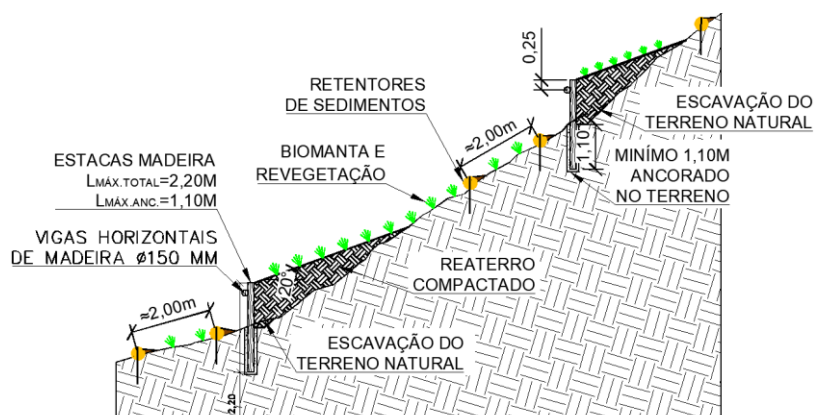 0,25
RETENTORES
DE SEDIMENTOS
≈2,00m
ESCAVAÇÃO DO
TERRENO NATURAL
1,10
MINÍMO 1,10M
ANCORADO
NO TERRENO
ESTACAS MADEIRA
LMÁX.TOTAL=2,20M
LMÁX.ANC.=1,10M
BIOMANTA E
REVEGETAÇÃO
VIGAS HORIZONTAIS
DE MADEIRA Ø150 MM
20°
REATERRO
COMPACTADO
≈2,00m
ESCAVAÇÃO DO
TERRENO NATURAL
2,20